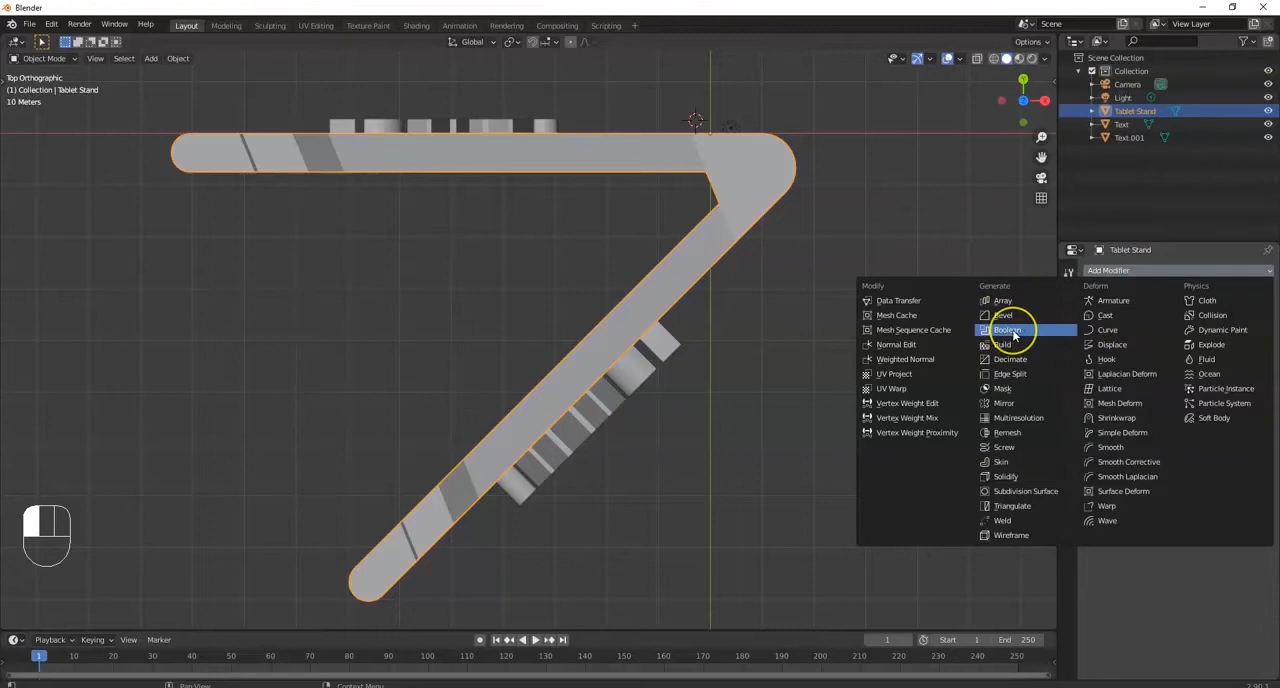 Blender
File Edit Render Window Help
Layout Modeling Sculpting UV Editing Texture Paint Shading Animation Rendering Compositing Scripting +
Scene
View Layer
Global
Options
Object Mode View Select Add Object
Top Orthographic
(1) Collection | Tablet Stand
10 Meters
Scene Collection
Collection
Camera
Light
Tablet Stand
Text
Text.001
Tablet Stand
Add Modifier
Modify
Data Transfer
Mesh Cache
Mesh Sequence Cache
Normal Edit
Weighted Normal
UV Project
UV Warp
Vertex Weight Edit
Vertex Weight Mix
Vertex Weight Proximity
Generate
Array
Bevel
Boolean
Build
Decimate
Edge Split
Mask
Mirror
Multiresolution
Remesh
Screw
Skin
Solidify
Subdivision Surface
Triangulate
Weld
Wireframe
Deform
Armature
Cast
Curve
Displace
Hook
Laplacian Deform
Lattice
Mesh Deform
Shrinkwrap
Simple Deform
Smooth
Smooth Corrective
Smooth Laplacian
Surface Deform
Warp
Wave
Physics
Cloth
Collision
Dynamic Paint
Explode
Fluid
Ocean
Particle Instance
Particle System
Soft Body
Y
X
Z
Playback Keying View Marker
1 Start 1 End 250
1 10 20 30 40 50 60 70 80 90 100 110 120 130 140 150 160 170 180 190 200 210 220 230 240 250
Pan View Context Menu 2.90.1